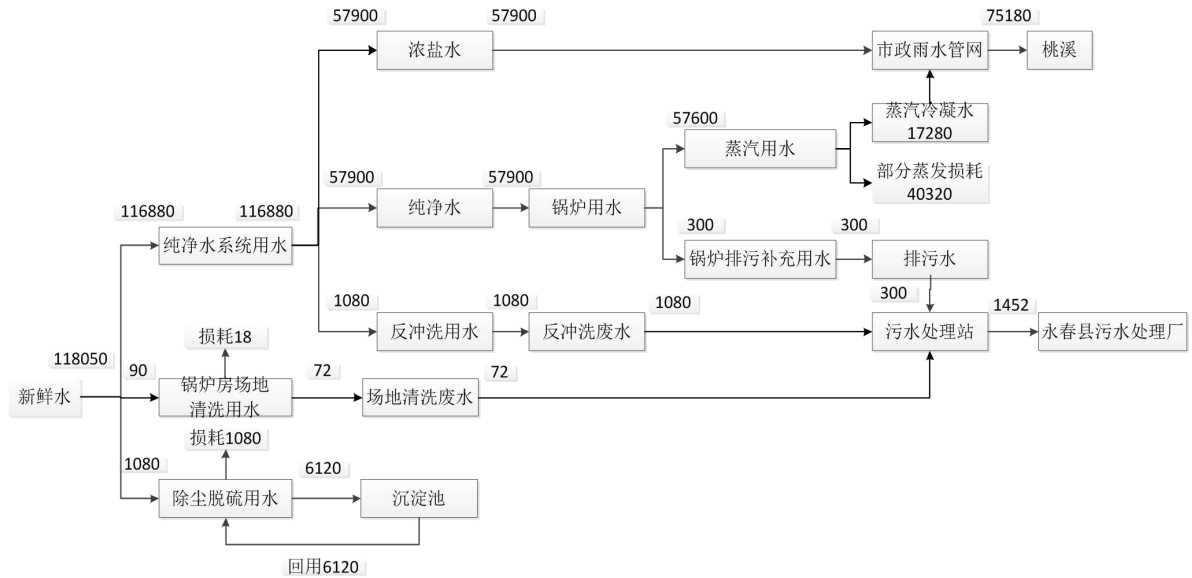 57900
57900
75180
浓盐水
市政雨水管网
桃溪
57600
蒸汽冷凝水
17280
蒸汽用水
57900
57900
部分蒸发损耗
40320
纯净水
锅炉用水
116880
116880
300
300
纯净水系统用水
锅炉排污补充用水
排污水
1080
1080
1080
300
1452
反冲洗用水
反冲洗废水
污水处理站
永春县污水处理厂
损耗18
118050
90
72
72
新鲜水
锅炉房场地
清洗用水
场地清洗废水
损耗1080
1080
6120
除尘脱硫用水
沉淀池
回用6120